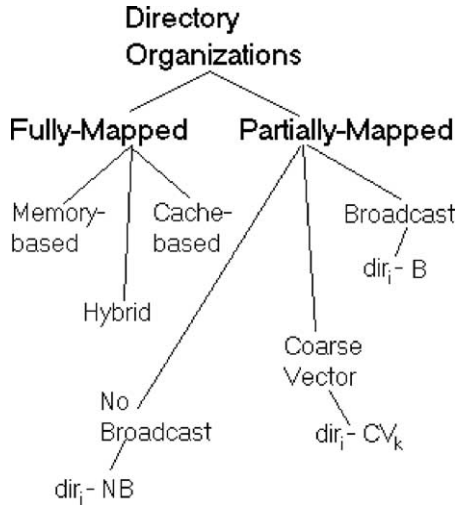 Directory
Organizations
Fully-Mapped
Partially-Mapped
Memory-
based
Cache-
based
Hybrid
Broadcast
dirᵢ- B
Coarse
Vector
dirᵢ- CVₖ
No
Broadcast
dirᵢ- NB